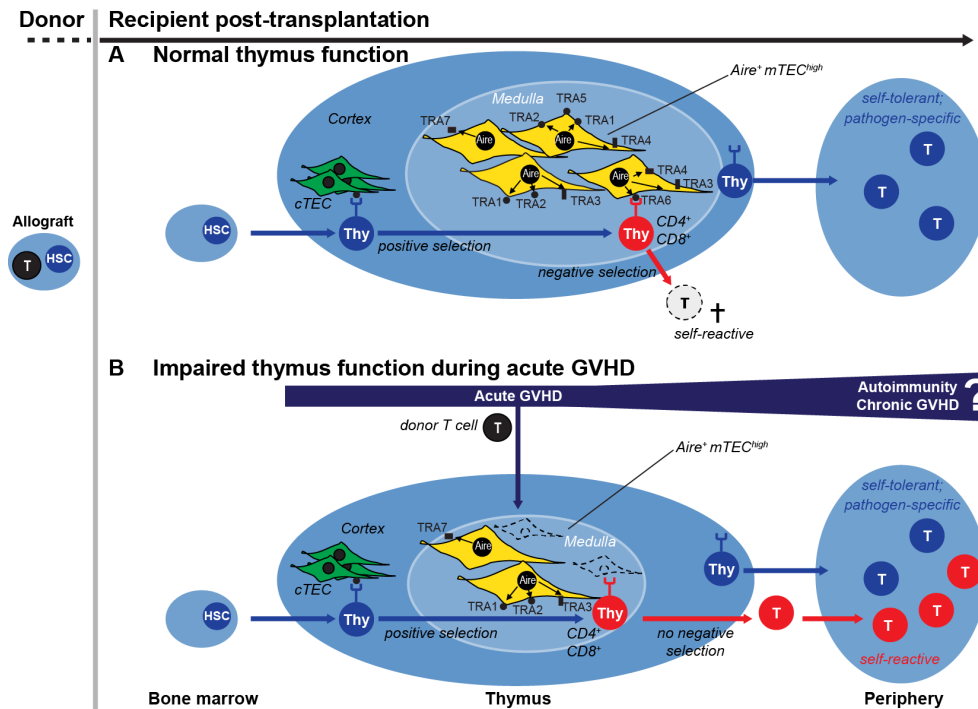 Donor
Recipient post-transplantation
A Normal thymus function
Aire⁺ mTECʰⁱᵍʰ
Medulla
Cortex
TRA7
TRA2
TRA5
TRA1
TRA4
Aire
Aire
Aire
Aire
TRA4
TRA3
TRA1
TRA2
TRA3
TRA6
cTEC
self-tolerant;
pathogen-specific
T
T
T
Thy
Allograft
T
HSC
HSC
Thy
positive selection
Thy
CD4⁺
CD8⁺
negative selection
T
†
self-reactive
B Impaired thymus function during acute GVHD
Acute GVHD
Autoimmunity
Chronic GVHD
?
donor T cell
T
Aire⁺ mTECʰⁱᵍʰ
Cortex
Medulla
TRA7
Aire
Aire
TRA1
TRA2
TRA3
cTEC
Thy
self-tolerant;
pathogen-specific
T
T
T
T
T
HSC
Thy
positive selection
Thy
CD4⁺
CD8⁺
no negative
selection
T
self-reactive
Bone marrow
Thymus
Periphery